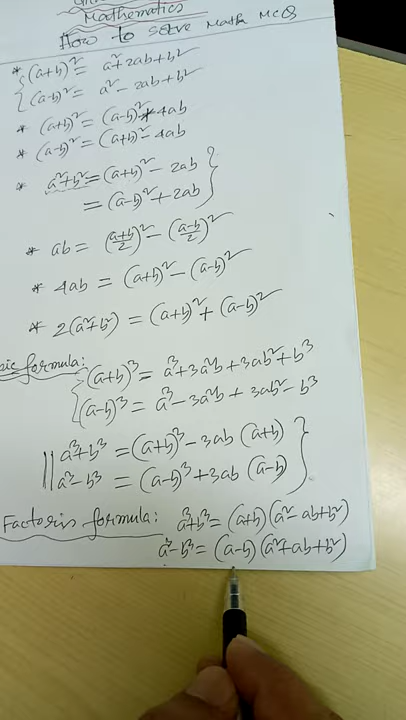 Mathematics
How to solve Math MCQ
* (a+b)² = a²+2ab+b²
(a-b)² = a² - 2ab+b²
* (a+b)² = (a-b)²+4ab
* (a-b)² = (a+b)² - 4ab
* a²+b² = (a+b)² - 2ab
= (a-b)² + 2ab
* ab = (a+b/2)² - (a-b/2)²
* 4ab = (a+b)² - (a-b)²
* 2(a²+b²) = (a+b)² + (a-b)²
formula:
(a+b)³ = a³+3a²b+3ab²+b³
(a-b)³ = a³-3a²b+3ab²-b³
a³+b³ = (a+b)³-3ab (a+b)
a³-b³ = (a-b)³+3ab (a-b)
Factoris formula: a³+b³ = (a+b)(a²-ab+b²)
a³-b³ = (a-b)(a²+ab+b²)